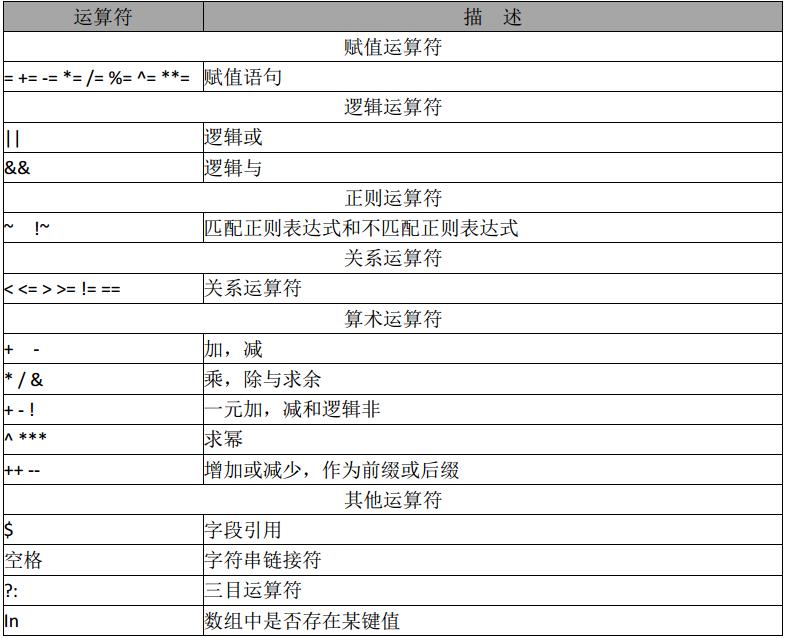 运算符 描 述
赋值运算符
= += -= *= /= %= ^= **= 赋值语句
逻辑运算符
|| 逻辑或
&& 逻辑与
正则运算符
~ !~ 匹配正则表达式和不匹配正则表达式
关系运算符
< <= > >= != == 关系运算符
算术运算符
+ - 加，减
* / & 乘，除与求余
+ - ! 一元加，减和逻辑非
^ *** 求幂
++ -- 增加或减少，作为前缀或后缀
其他运算符
$ 字段引用
空格 字符串链接符
?: 三目运算符
In 数组中是否存在某键值